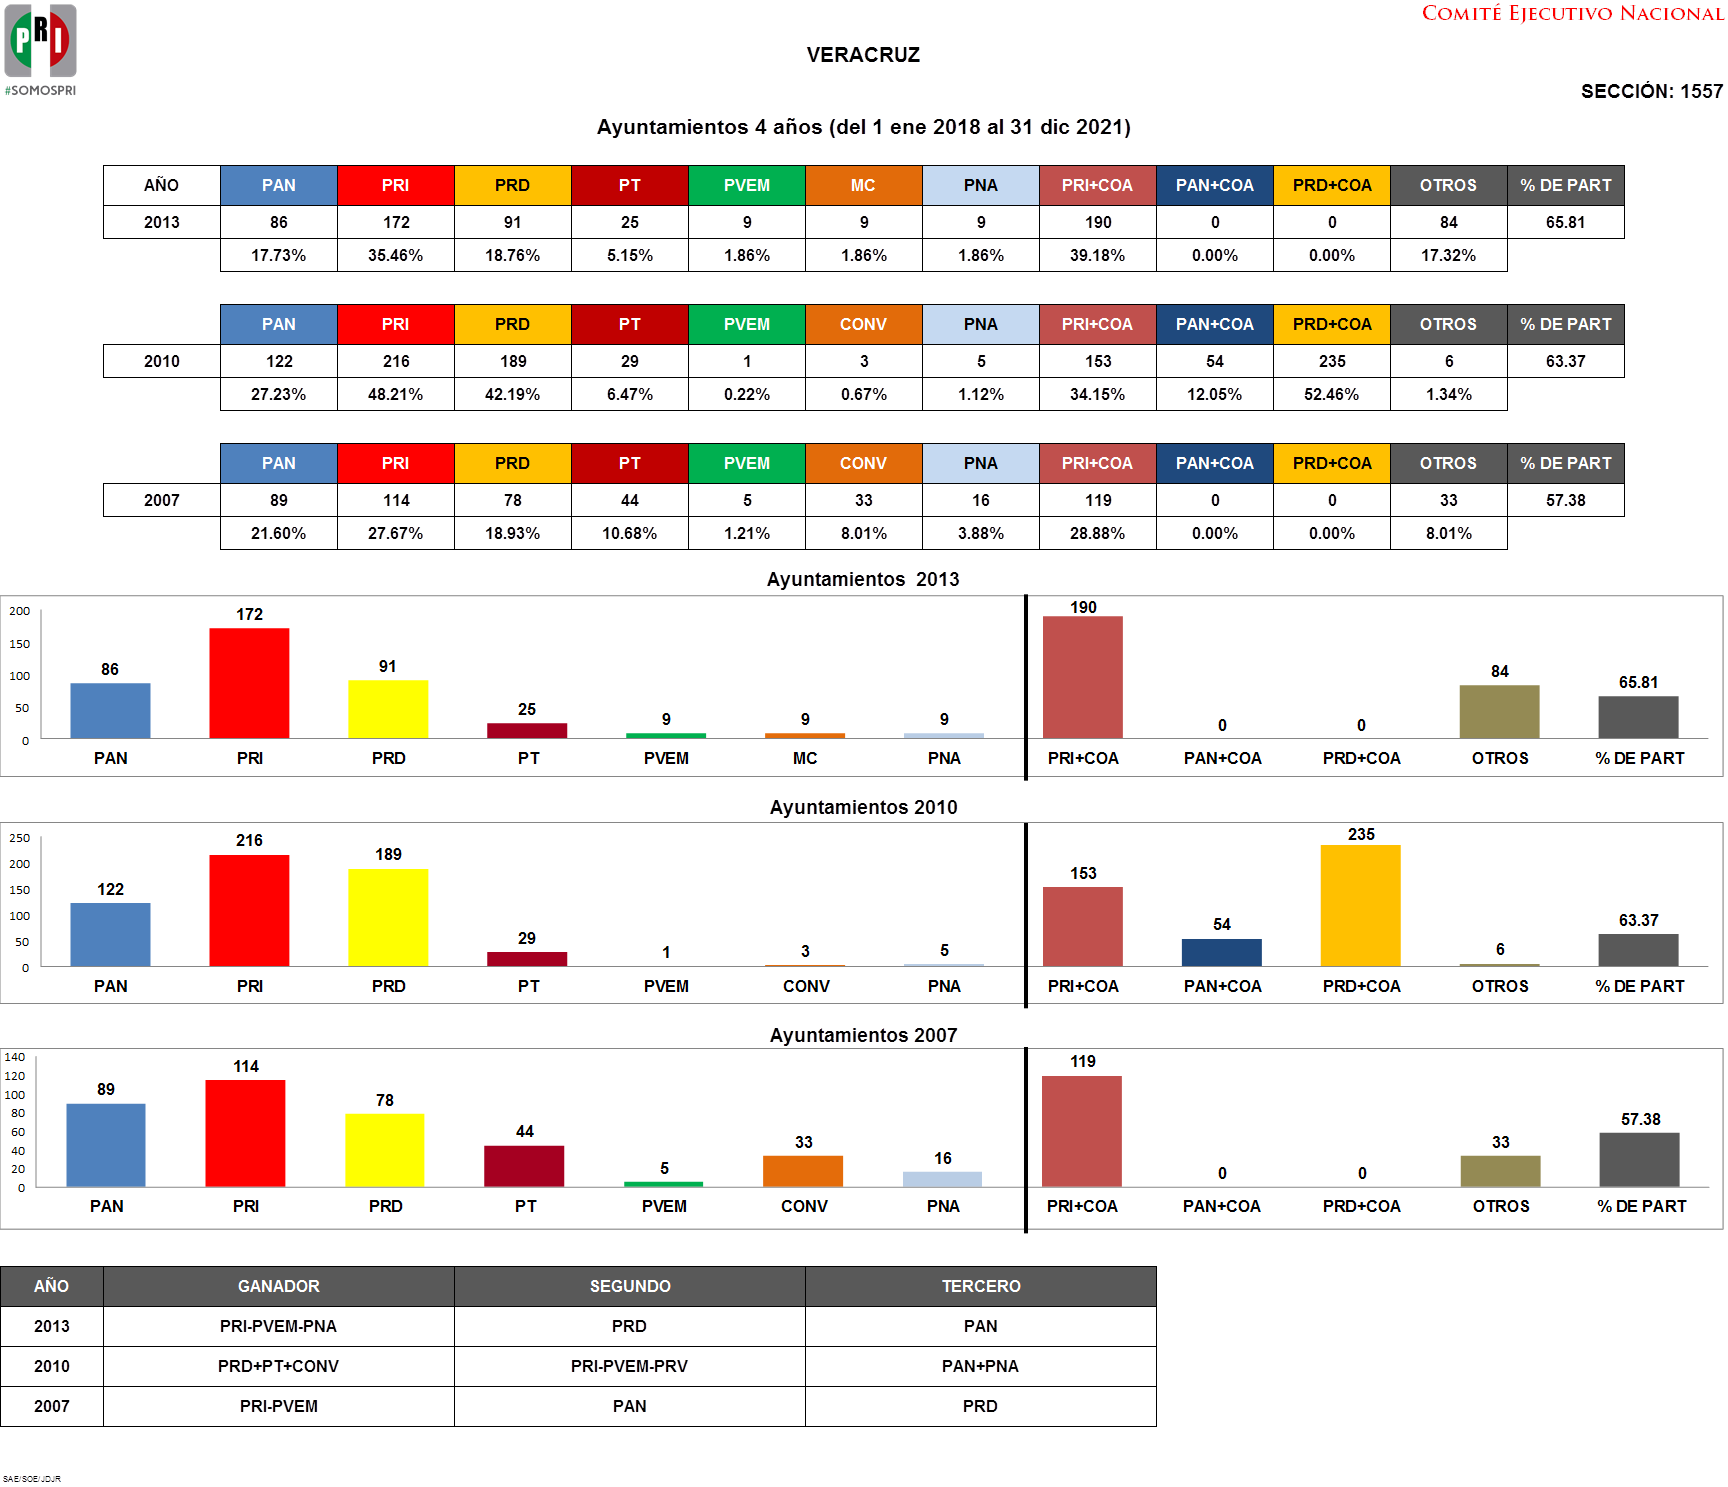 PRI
#SOMOSPRI
COMITÉ EJECUTIVO NACIONAL
VERACRUZ
SECCIÓN: 1557
Ayuntamientos 4 años (del 1 ene 2018 al 31 dic 2021)
AÑO PAN PRI PRD PT PVEM MC PNA PRI+COA PAN+COA PRD+COA OTROS % DE PART
2013 86 172 91 25 9 9 9 190 0 0 84 65.81
17.73% 35.46% 18.76% 5.15% 1.86% 1.86% 1.86% 39.18% 0.00% 0.00% 17.32%
PAN PRI PRD PT PVEM CONV PNA PRI+COA PAN+COA PRD+COA OTROS % DE PART
2010 122 216 189 29 1 3 5 153 54 235 6 63.37
27.23% 48.21% 42.19% 6.47% 0.22% 0.67% 1.12% 34.15% 12.05% 52.46% 1.34%
PAN PRI PRD PT PVEM CONV PNA PRI+COA PAN+COA PRD+COA OTROS % DE PART
2007 89 114 78 44 5 33 16 119 0 0 33 57.38
21.60% 27.67% 18.93% 10.68% 1.21% 8.01% 3.88% 28.88% 0.00% 0.00% 8.01%
Ayuntamientos 2013
200
150
100
50
0
86 172 91 25 9 9 9 190 0 0 84 65.81
PAN PRI PRD PT PVEM MC PNA PRI+COA PAN+COA PRD+COA OTROS % DE PART
Ayuntamientos 2010
250
200
150
100
50
0
122 216 189 29 1 3 5 153 54 235 6 63.37
PAN PRI PRD PT PVEM CONV PNA PRI+COA PAN+COA PRD+COA OTROS % DE PART
Ayuntamientos 2007
140
120
100
80
60
40
20
0
89 114 78 44 5 33 16 119 0 0 33 57.38
PAN PRI PRD PT PVEM CONV PNA PRI+COA PAN+COA PRD+COA OTROS % DE PART
AÑO GANADOR SEGUNDO TERCERO
2013 PRI-PVEM-PNA PRD PAN
2010 PRD+PT+CONV PRI-PVEM-PRV PAN+PNA
2007 PRI-PVEM PAN PRD
SAE/SOE/JDJR